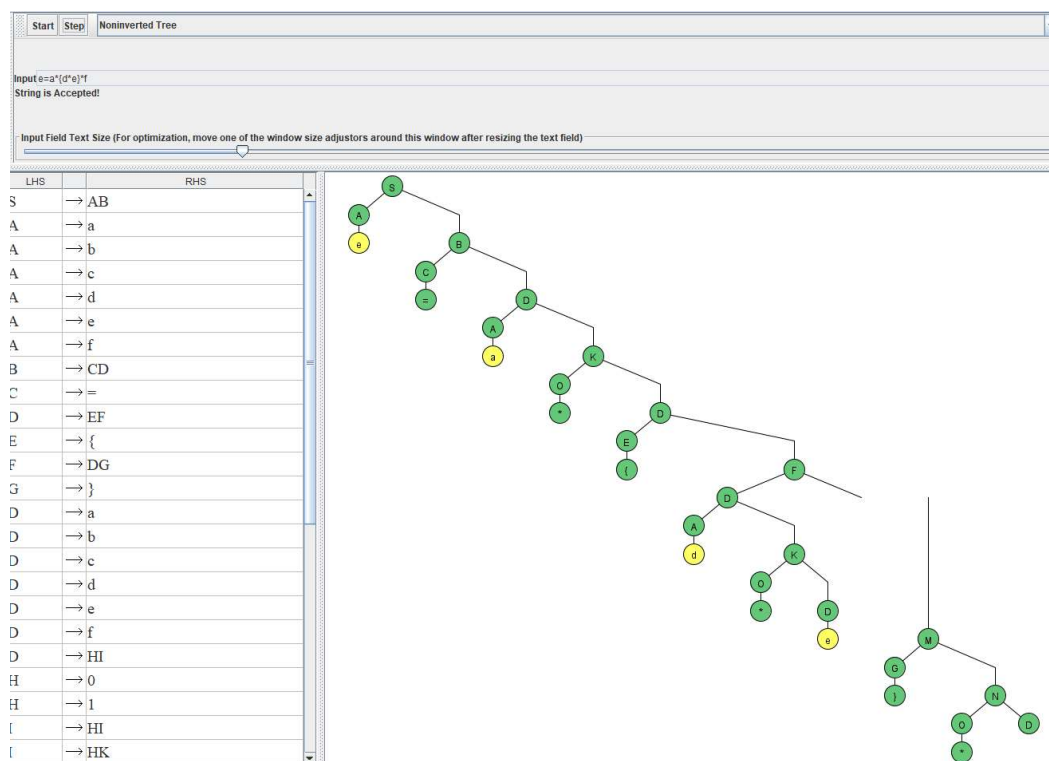 Start Step Noninverted Tree
Input e=a*{d*e}*f
String is Accepted!
Input Field Text Size (For optimization, move one of the window size adjustors around this window after resizing the text field)
LHS RHS
S → AB
A → a
A → b
A → c
A → d
A → e
A → f
B → CD
C → =
D → EF
E → {
F → DG
G → }
D → a
D → b
D → c
D → d
D → e
D → f
D → HI
H → 0
H → 1
I → HI
I → HK
S
A
e
B
C
=
D
A
a
K
O
*
D
E
{
F
D
A
d
K
O
*
D
e
M
G
}
N
O
D
*